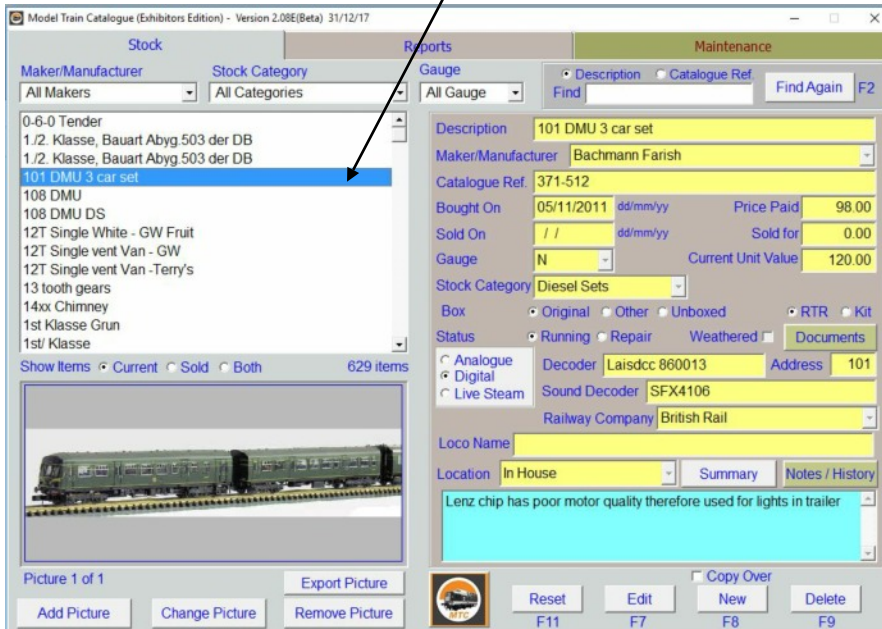 Model Train Catalogue (Exhibitors Edition) - Version 2.08E(Beta) 31/12/17
Stock
Reports
Maintenance
Maker/Manufacturer
Stock Category
Gauge
All Makers
All Categories
All Gauge
Description
Catalogue Ref.
Find
Find Again
F2
0-6-0 Tender
1./2. Klasse, Bauart Abyg.503 der DB
1./2. Klasse, Bauart Abyg.503 der DB
101 DMU 3 car set
108 DMU
108 DMU DS
12T Single White - GW Fruit
12T Single vent Van - GW
12T Single vent Van -Terry's
13 tooth gears
14xx Chimney
1st Klasse Grun
1st/ Klasse
Show Items Current Sold Both 629 items
Picture 1 of 1
Export Picture
Add Picture
Change Picture
Remove Picture
Description 101 DMU 3 car set
Maker/Manufacturer Bachmann Farish
Catalogue Ref. 371-512
Bought On 05/11/2011 dd/mm/yy Price Paid 98.00
Sold On / / dd/mm/yy Sold for 0.00
Gauge N Current Unit Value 120.00
Stock Category Diesel Sets
Box Original Other Unboxed RTR Kit
Status Running Repair Weathered Documents
Analogue
Digital
Live Steam
Decoder Laisdcc 860013 Address 101
Sound Decoder SFX4106
Railway Company British Rail
Loco Name
Location In House Summary Notes / History
Lenz chip has poor motor quality therefore used for lights in trailer
Copy Over
MTC
Reset
Edit
New
Delete
F11
F7
F8
F9